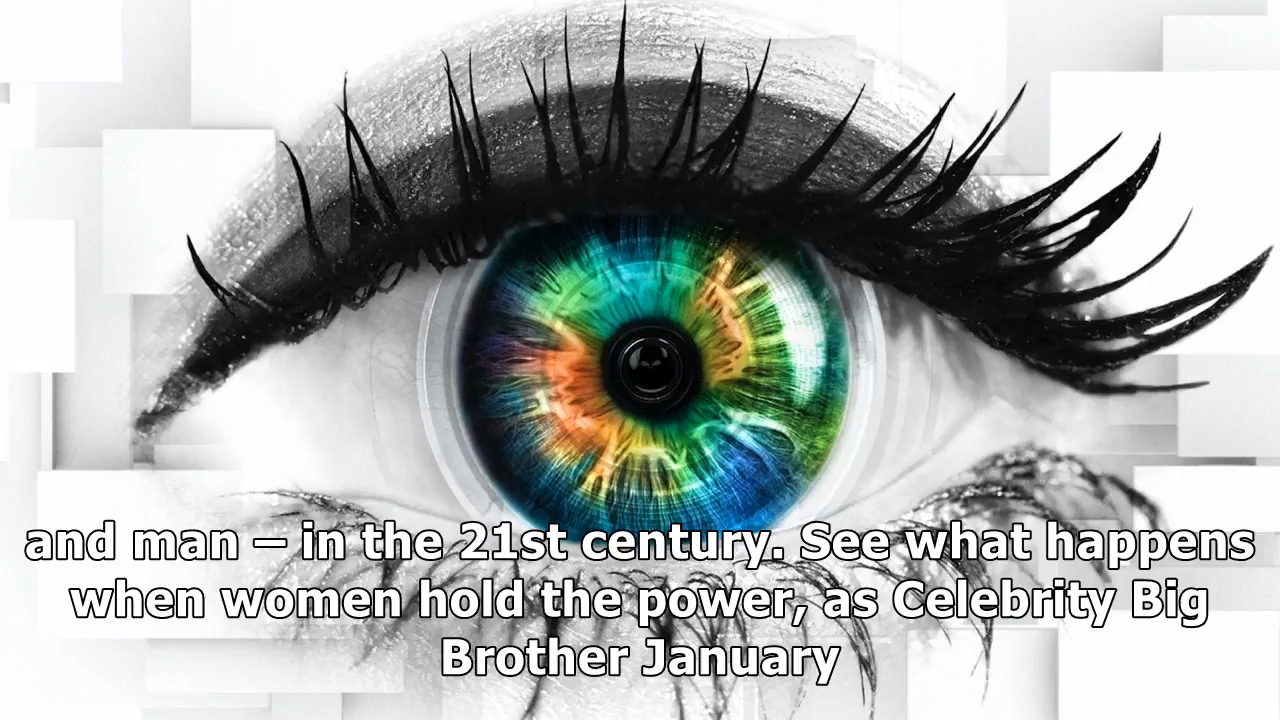 and man – in the 21st century. See what happens
when women hold the power, as Celebrity Big
Brother January